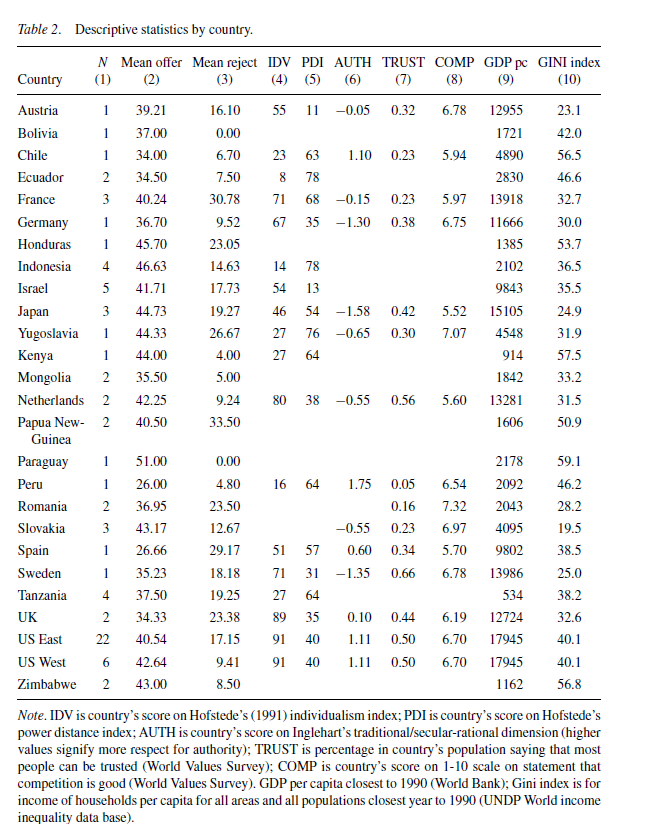 Table 2. Descriptive statistics by country.
N Mean offer Mean reject IDV PDI AUTH TRUST COMP GDP pc GINI index
Country (1) (2) (3) (4) (5) (6) (7) (8) (9) (10)
Austria 1 39.21 16.10 55 11 −0.05 0.32 6.78 12955 23.1
Bolivia 1 37.00 0.00 1721 42.0
Chile 1 34.00 6.70 23 63 1.10 0.23 5.94 4890 56.5
Ecuador 2 34.50 7.50 8 78 2830 46.6
France 3 40.24 30.78 71 68 −0.15 0.23 5.97 13918 32.7
Germany 1 36.70 9.52 67 35 −1.30 0.38 6.75 11666 30.0
Honduras 1 45.70 23.05 1385 53.7
Indonesia 4 46.63 14.63 14 78 2102 36.5
Israel 5 41.71 17.73 54 13 9843 35.5
Japan 3 44.73 19.27 46 54 −1.58 0.42 5.52 15105 24.9
Yugoslavia 1 44.33 26.67 27 76 −0.65 0.30 7.07 4548 31.9
Kenya 1 44.00 4.00 27 64 914 57.5
Mongolia 2 35.50 5.00 1842 33.2
Netherlands 2 42.25 9.24 80 38 −0.55 0.56 5.60 13281 31.5
Papua New- 2 40.50 33.50 1606 50.9
Guinea
Paraguay 1 51.00 0.00 2178 59.1
Peru 1 26.00 4.80 16 64 1.75 0.05 6.54 2092 46.2
Romania 2 36.95 23.50 0.16 7.32 2043 28.2
Slovakia 3 43.17 12.67 −0.55 0.23 6.97 4095 19.5
Spain 1 26.66 29.17 51 57 0.60 0.34 5.70 9802 38.5
Sweden 1 35.23 18.18 71 31 −1.35 0.66 6.78 13986 25.0
Tanzania 4 37.50 19.25 27 64 534 38.2
UK 2 34.33 23.38 89 35 0.10 0.44 6.19 12724 32.6
US East 22 40.54 17.15 91 40 1.11 0.50 6.70 17945 40.1
US West 6 42.64 9.41 91 40 1.11 0.50 6.70 17945 40.1
Zimbabwe 2 43.00 8.50 1162 56.8
Note. IDV is country's score on Hofstede's (1991) individualism index; PDI is country's score on Hofstede's
power distance index; AUTH is country's score on Inglehart's traditional/secular-rational dimension (higher
values signify more respect for authority); TRUST is percentage in country's population saying that most
people can be trusted (World Values Survey); COMP is country's score on 1-10 scale on statement that
competition is good (World Values Survey). GDP per capita closest to 1990 (World Bank); Gini index is for
income of households per capita for all areas and all populations closest year to 1990 (UNDP World income
inequality data base).